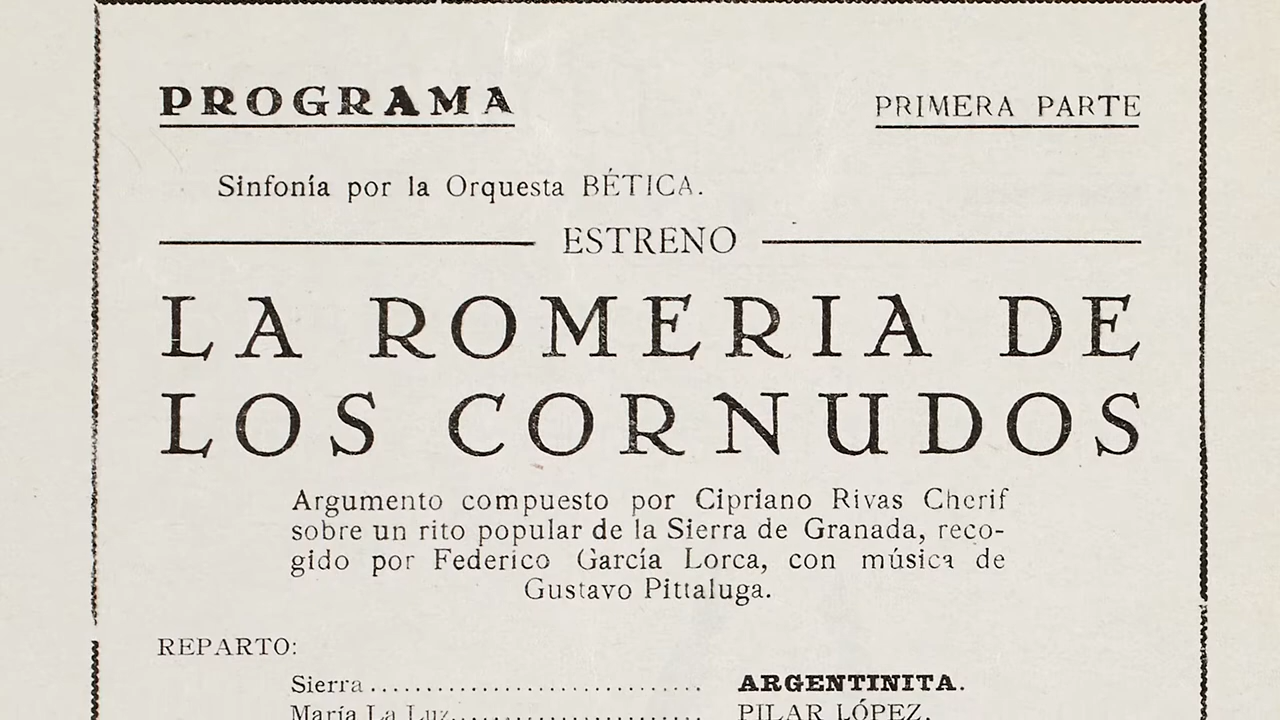 PROGRAMA PRIMERA PARTE
Sinfonía por la Orquesta BÉTICA.
ESTRENO
LA ROMERIA DE
LOS CORNUDOS
Argumento compuesto por Cipriano Rivas Cherif
sobre un rito popular de la Sierra de Granada, reco-
gido por Federico García Lorca, con música de
Gustavo Pittaluga.
REPARTO:
Sierra.............................. ARGENTINITA.
María La Luz...................... PILAR LÓPEZ.